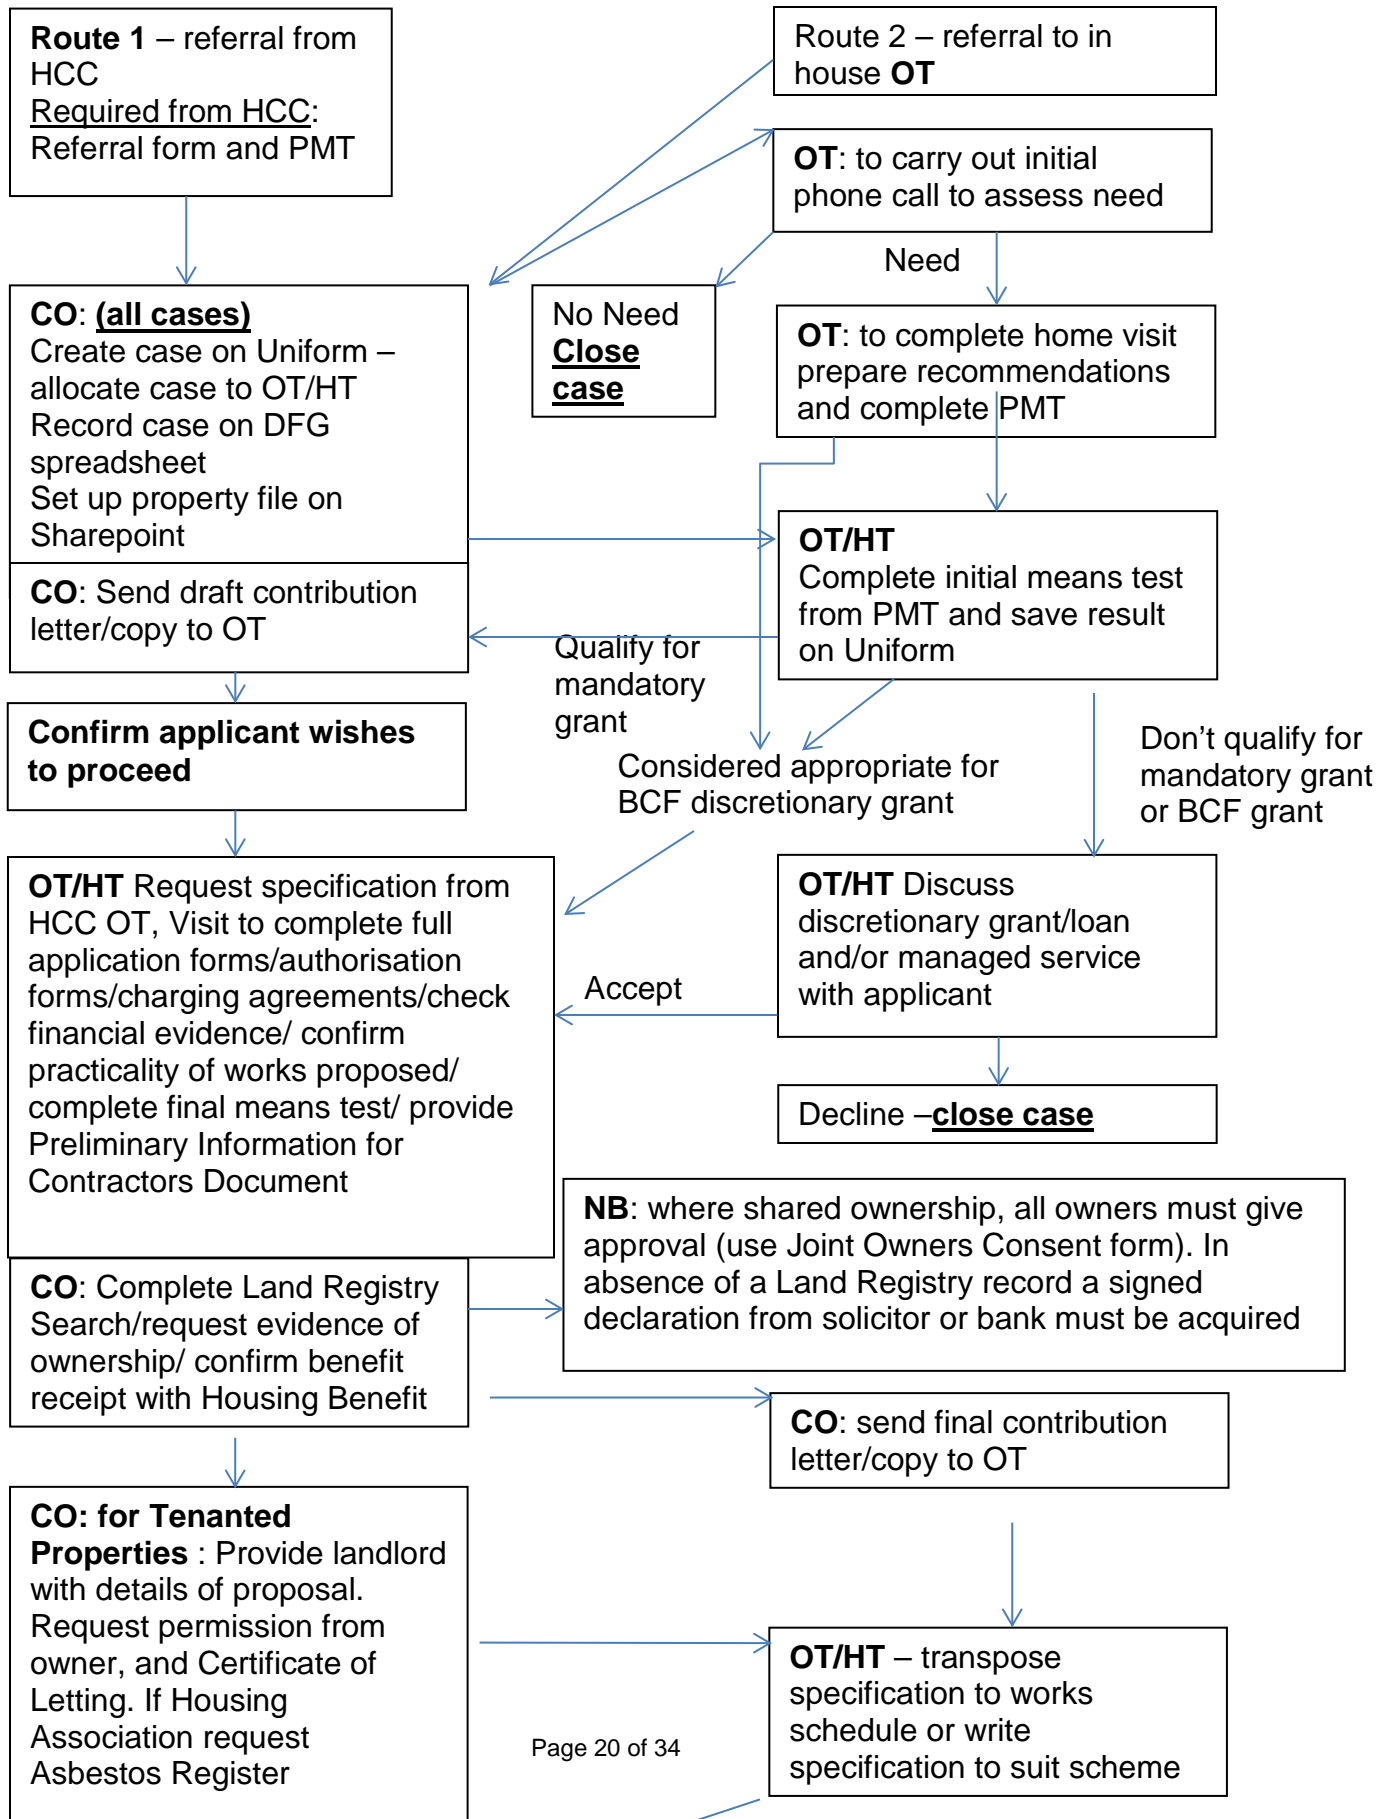 Route 1 – referral from
HCC
Required from HCC:
Referral form and PMT
Route 2 – referral to in
house OT
OT: to carry out initial
phone call to assess need
Need
No Need
Close
case
OT: to complete home visit
prepare recommendations
and complete PMT
CO: (all cases)
Create case on Uniform –
allocate case to OT/HT
Record case on DFG
spreadsheet
Set up property file on
Sharepoint
CO: Send draft contribution
letter/copy to OT
OT/HT
Complete initial means test
from PMT and save result
on Uniform
Qualify for
mandatory
grant
Confirm applicant wishes
to proceed
Considered appropriate for
BCF discretionary grant
Don’t qualify for
mandatory grant
or BCF grant
OT/HT Request specification from
HCC OT, Visit to complete full
application forms/authorisation
forms/charging agreements/check
financial evidence/ confirm
practicality of works proposed/
complete final means test/ provide
Preliminary Information for
Contractors Document
Accept
OT/HT Discuss
discretionary grant/loan
and/or managed service
with applicant
Decline –close case
NB: where shared ownership, all owners must give
approval (use Joint Owners Consent form). In
absence of a Land Registry record a signed
declaration from solicitor or bank must be acquired
CO: Complete Land Registry
Search/request evidence of
ownership/ confirm benefit
receipt with Housing Benefit
CO: send final contribution
letter/copy to OT
CO: for Tenanted
Properties : Provide landlord
with details of proposal.
Request permission from
owner, and Certificate of
Letting. If Housing
Association request
Asbestos Register
OT/HT – transpose
specification to works
schedule or write
specification to suit scheme
Page 20 of 34